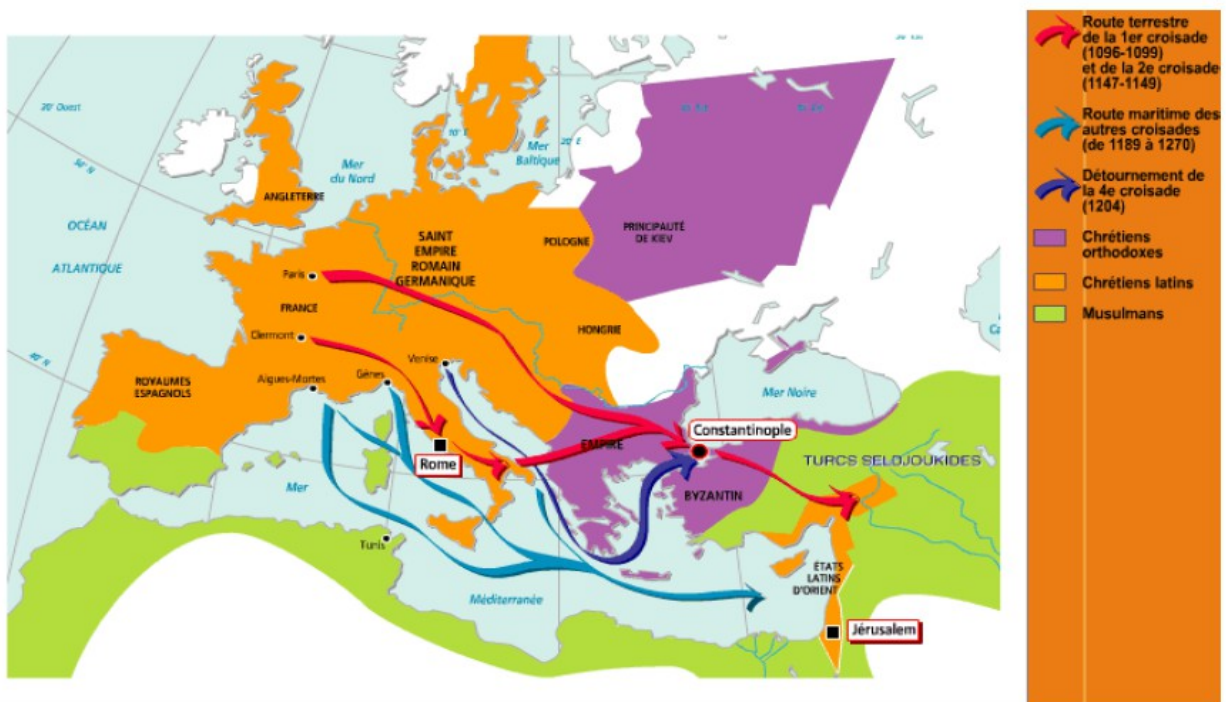 Route terrestre
de la 1er croisade
(1096-1099)
et de la 2e croisade
(1147-1149)
Route maritime des
autres croisades
(de 1189 à 1270)
Détournement de
la 4e croisade
(1204)
Chrétiens
orthodoxes
Chrétiens latins
Musulmans
20° Ouest
50° N
40° N
10° E
20° E
OCÉAN
ATLANTIQUE
Mer
du Nord
Mer
Baltique
ANGLETERRE
SAINT
EMPIRE
ROMAIN
GERMANIQUE
POLOGNE
PRINCIPAUTÉ
DE KIEV
Paris
FRANCE
HONGRIE
Clermont
Venise
Aigues-Mortes
Gênes
ROYAUMES
ESPAGNOLS
Mer Noire
Constantinople
EMPIRE
BYZANTIN
TURCS SELDJOUKIDES
Rome
Mer
Méditerranée
Tunis
ÉTATS
LATINS
D'ORIENT
Jérusalem